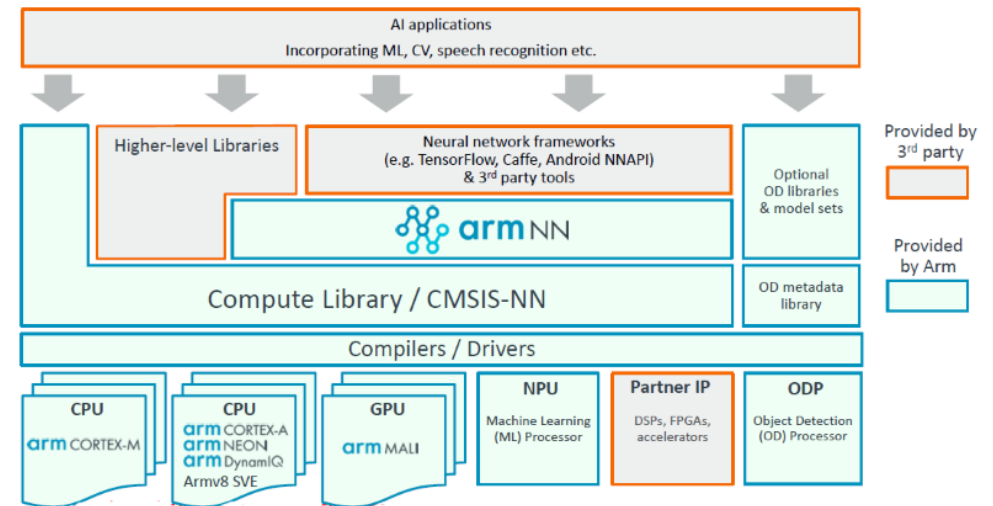 AI applications
Incorporating ML, CV, speech recognition etc.
Higher-level Libraries
Neural network frameworks
(e.g. TensorFlow, Caffe, Android NNAPI)
& 3rd party tools
Optional
OD libraries
& model sets
Provided by
3rd party
arm NN
Provided
by Arm
Compute Library / CMSIS-NN
OD metadata
library
Compilers / Drivers
CPU
arm CORTEX-M
CPU
arm CORTEX-A
arm NEON
arm DynamIQ
Armv8 SVE
GPU
arm MALI
NPU
Machine Learning
(ML) Processor
Partner IP
DSPs, FPGAs,
accelerators
ODP
Object Detection
(OD) Processor